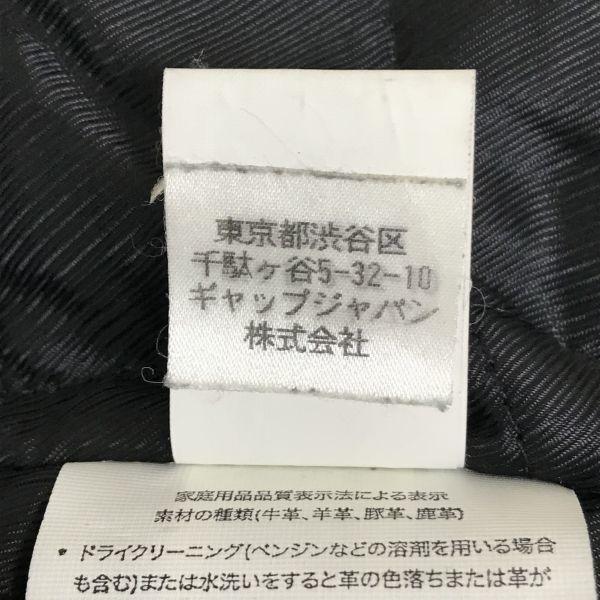 東京都渋谷区
千駄ヶ谷5-32-10
ギャップジャパン
株式会社
家庭用品品質表示法による表示
素材の種類(牛革、羊革、豚革、鹿革)
・ドライクリーニング(ベンジンなどの溶剤を用いる場合
も含む)または水洗いをすると革の色落ちまたは革が